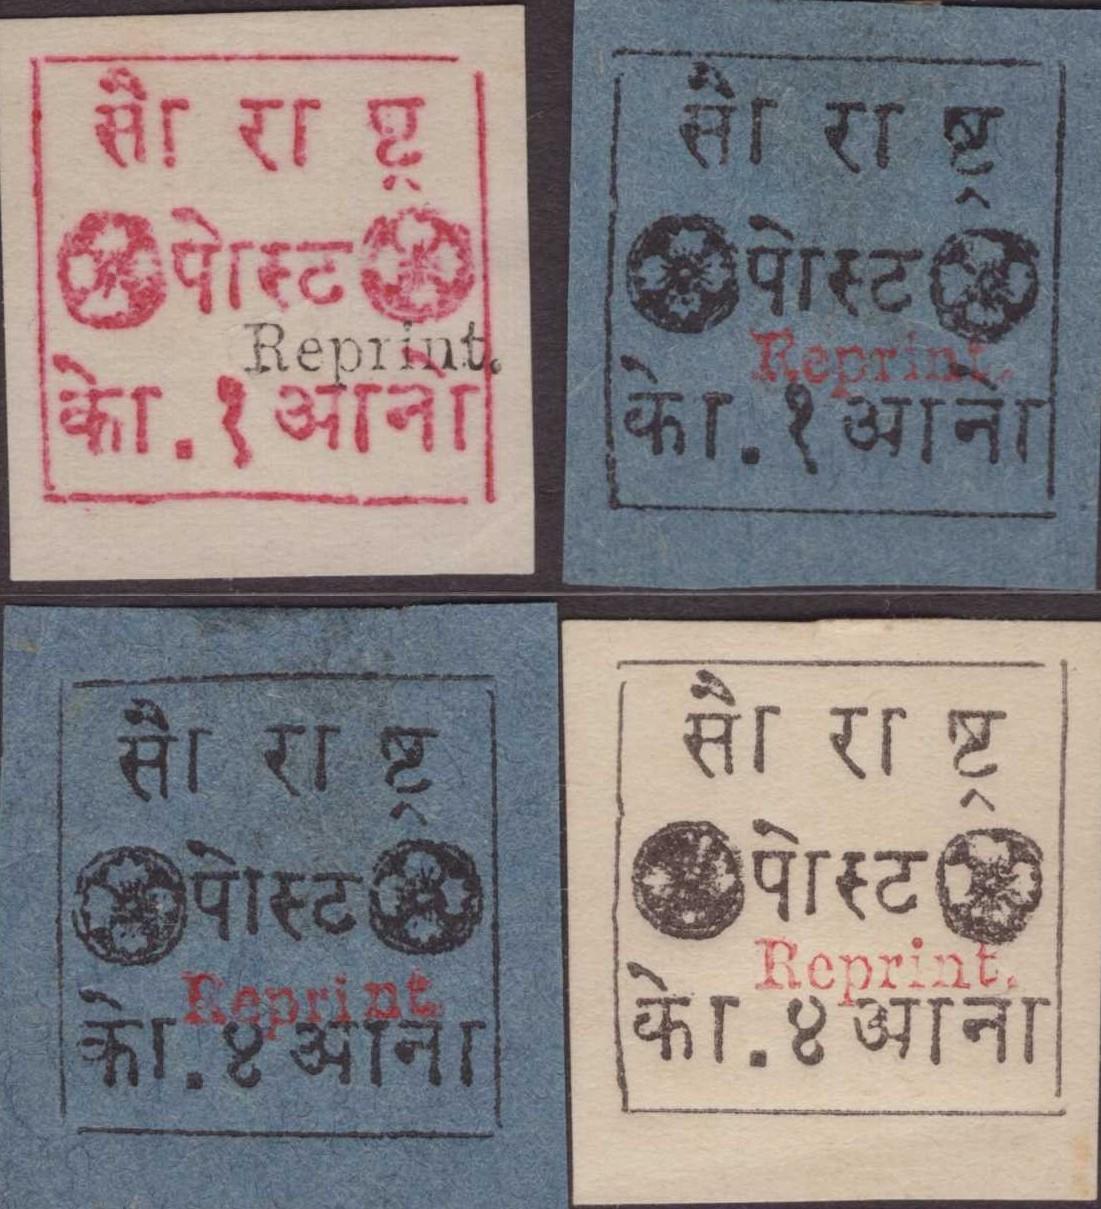 सौ रा ष्ट्र
पोस्ट
Reprint.
को. १ आनो
सौ रा ष्ट्र
पोस्ट
Reprint.
को. १ आनो
सौ रा ष्ट्र
पोस्ट
Reprint.
को. ४ आना
सौ रा ष्ट्र
पोस्ट
Reprint.
को. ४ आना